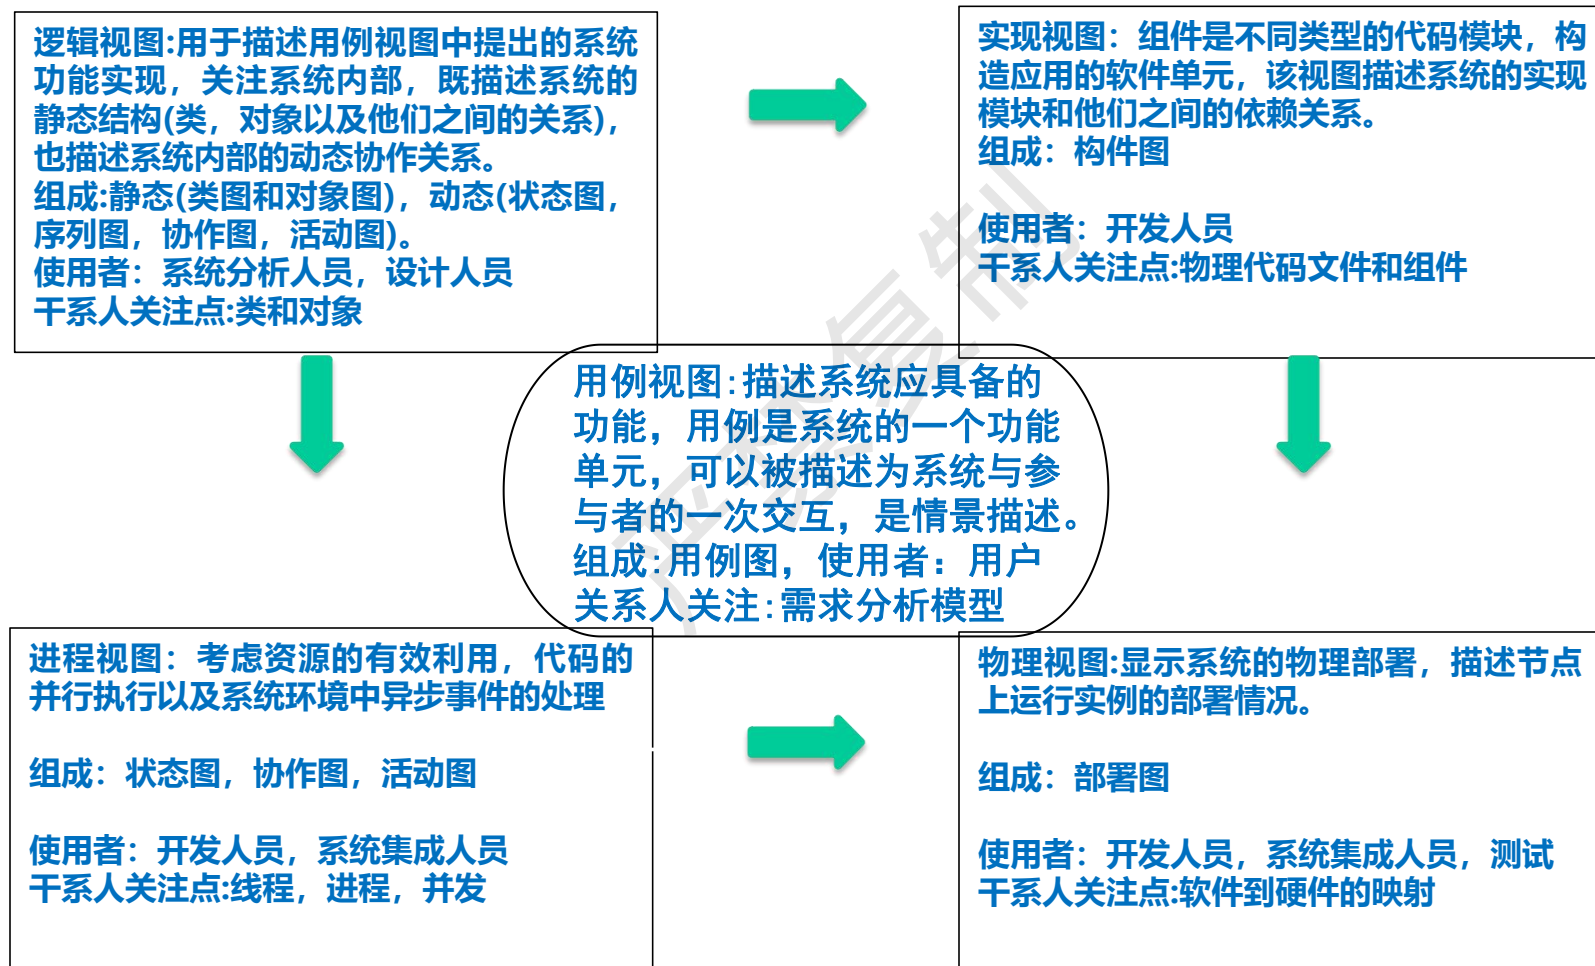 逻辑视图:用于描述用例视图中提出的系统
功能实现，关注系统内部，既描述系统的
静态结构(类，对象以及他们之间的关系)，
也描述系统内部的动态协作关系。
组成:静态(类图和对象图)，动态(状态图，
序列图，协作图，活动图)。
使用者：系统分析人员，设计人员
干系人关注点:类和对象
实现视图：组件是不同类型的代码模块，构
造应用的软件单元，该视图描述系统的实现
模块和他们之间的依赖关系。
组成：构件图
使用者：开发人员
干系人关注点:物理代码文件和组件
用例视图:描述系统应具备的
功能，用例是系统的一个功能
单元，可以被描述为系统与参
与者的一次交互，是情景描述。
组成:用例图，使用者：用户
关系人关注:需求分析模型
进程视图：考虑资源的有效利用，代码的
并行执行以及系统环境中异步事件的处理
组成：状态图，协作图，活动图
使用者：开发人员，系统集成人员
干系人关注点:线程，进程，并发
物理视图:显示系统的物理部署，描述节点
上运行实例的部署情况。
组成：部署图
使用者：开发人员，系统集成人员，测试
干系人关注点:软件到硬件的映射
严禁复制